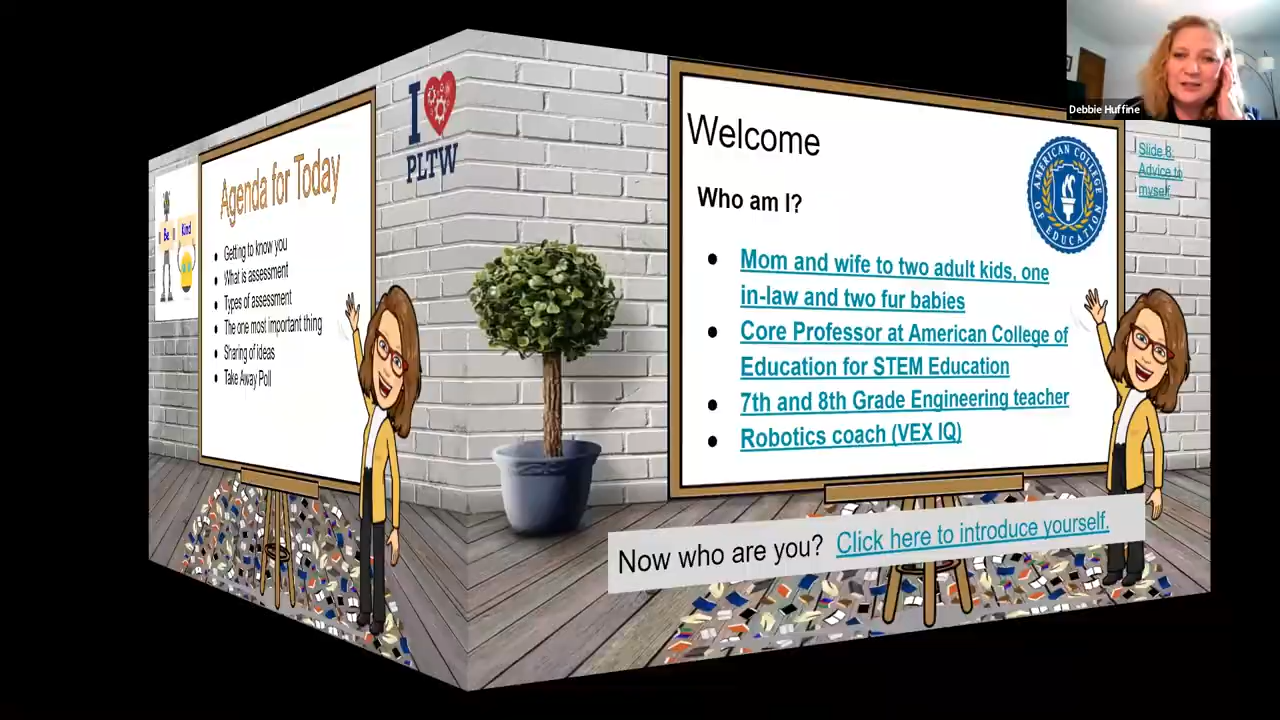 Be
Kind
Agenda for Today
Getting to know you
What is assessment
Types of assessment
The one most important thing
Sharing of ideas
Take Away Poll
I
PLTW
Welcome
Who am I?
Mom and wife to two adult kids, one
in-law and two fur babies
Core Professor at American College of
Education for STEM Education
7th and 8th Grade Engineering teacher
Robotics coach (VEX IQ)
AMERICAN COLLEGE
OF EDUCATION
Now who are you? Click here to introduce yourself.
Slide 8:
Advice to
myself.
Debbie Huffine